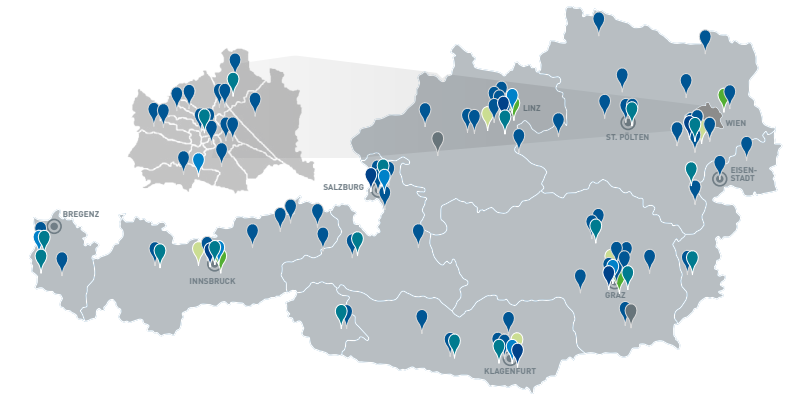 LINZ
WIEN
ST. PÖLTEN
EISEN-
STADT
SALZBURG
BREGENZ
INNSBRUCK
GRAZ
KLAGENFURT